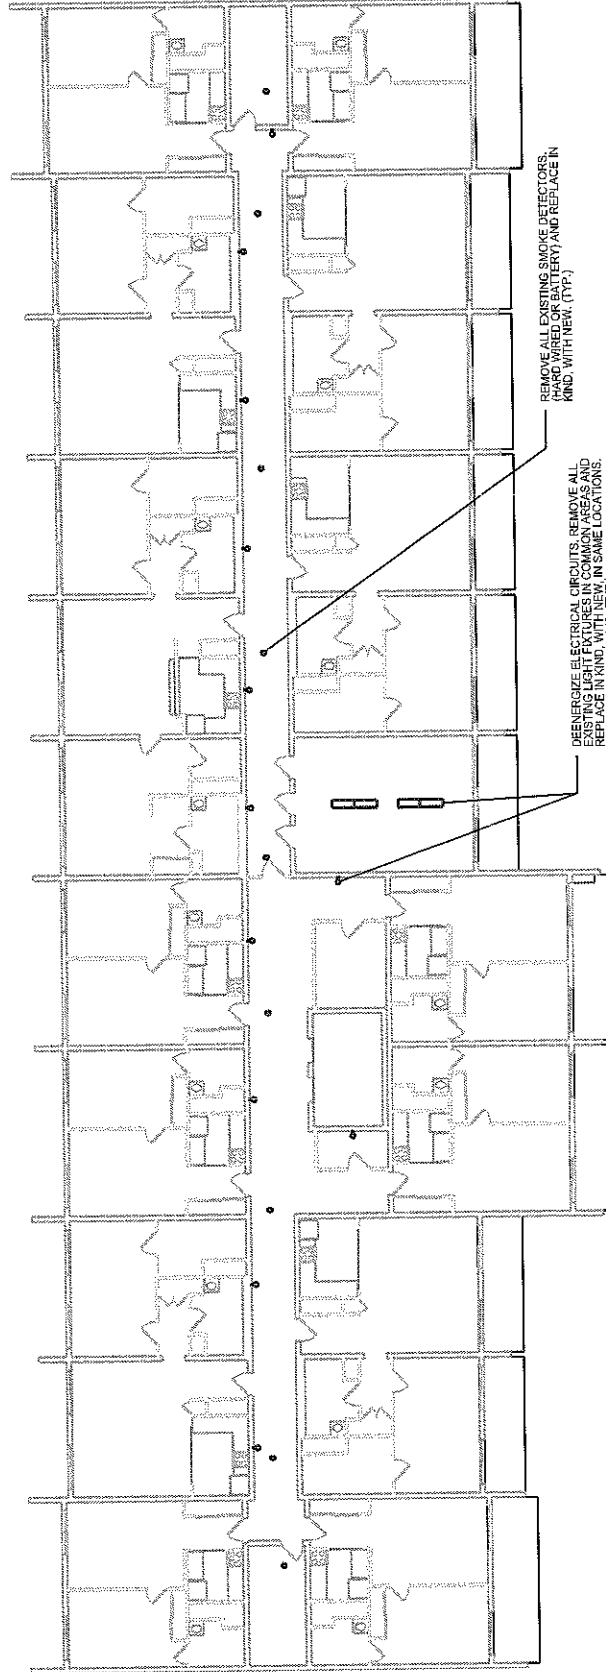 REMOVE ALL EXISTING SMOKE DETECTORS.
(HARD WIRED OR BATTERY) AND REPLACE IN
KIND, WITH NEW. (TYP.)
DEENERGIZE ELECTRICAL CIRCUITS. REMOVE ALL
EXISTING LIGHT FIXTURES IN COMMON AREAS AND
REPLACE IN KIND, WITH NEW, IN SAME LOCATIONS.